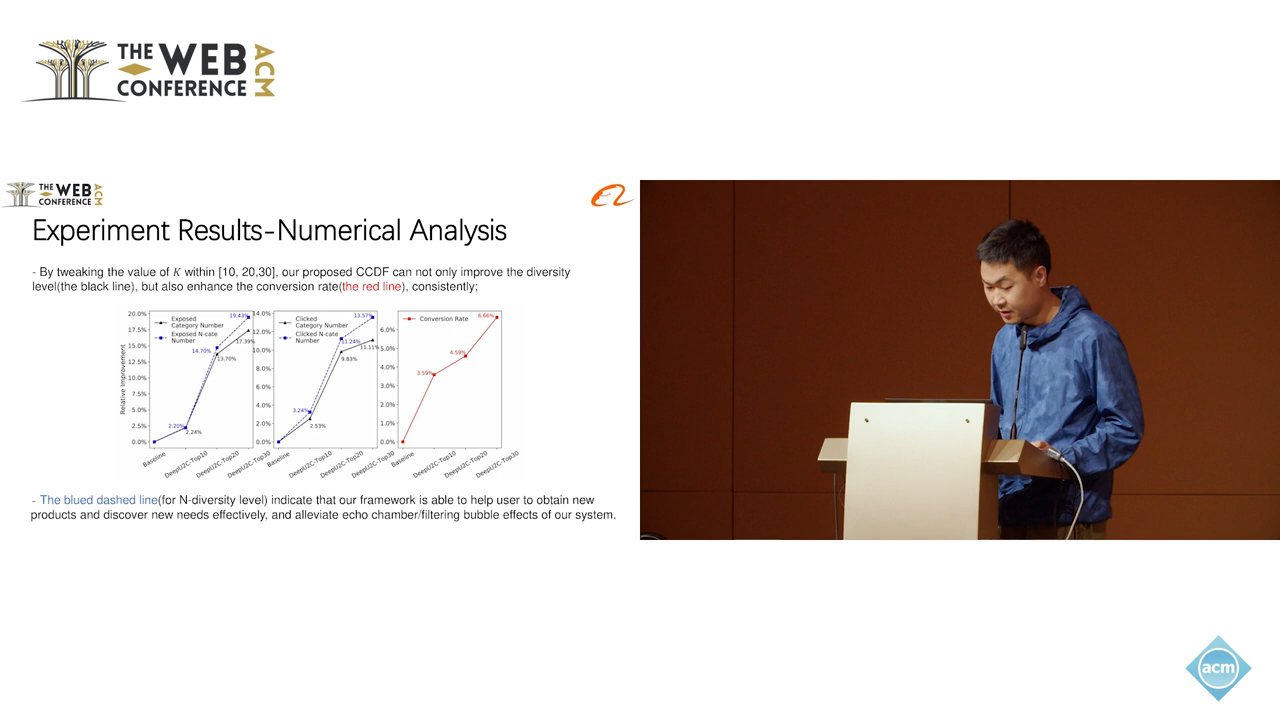 THE WEB
CONFERENCE
ACM
THE WEB
CONFERENCE
ACM
Experiment Results-Numerical Analysis
- By tweaking the value of K within [10, 20,30], our proposed CCDF can not only improve the diversity
level(the black line), but also enhance the conversion rate(the red line), consistently;
Relative Improvement
20.0%
17.5%
15.0%
12.5%
10.0%
7.5%
5.0%
2.5%
0.0%
Exposed
Category Number
Exposed N-cate
Number
2.20%
2.24%
14.70%
13.70%
19.43%
17.39%
Baseline
DeepU2C-Top10
DeepU2C-Top20
DeepU2C-Top30
14.0%
12.0%
10.0%
8.0%
6.0%
4.0%
2.0%
0.0%
Clicked
Category Number
Clicked N-cate
Number
3.24%
2.53%
11.24%
9.83%
13.57%
11.11%
Baseline
DeepU2C-Top10
DeepU2C-Top20
DeepU2C-Top30
6.0%
5.0%
4.0%
3.0%
2.0%
1.0%
0.0%
Conversion Rate
3.59%
4.59%
6.66%
Baseline
DeepU2C-Top10
DeepU2C-Top20
DeepU2C-Top30
- The blued dashed line(for N-diversity level) indicate that our framework is able to help user to obtain new
products and discover new needs effectively, and alleviate echo chamber/filtering bubble effects of our system.
acm